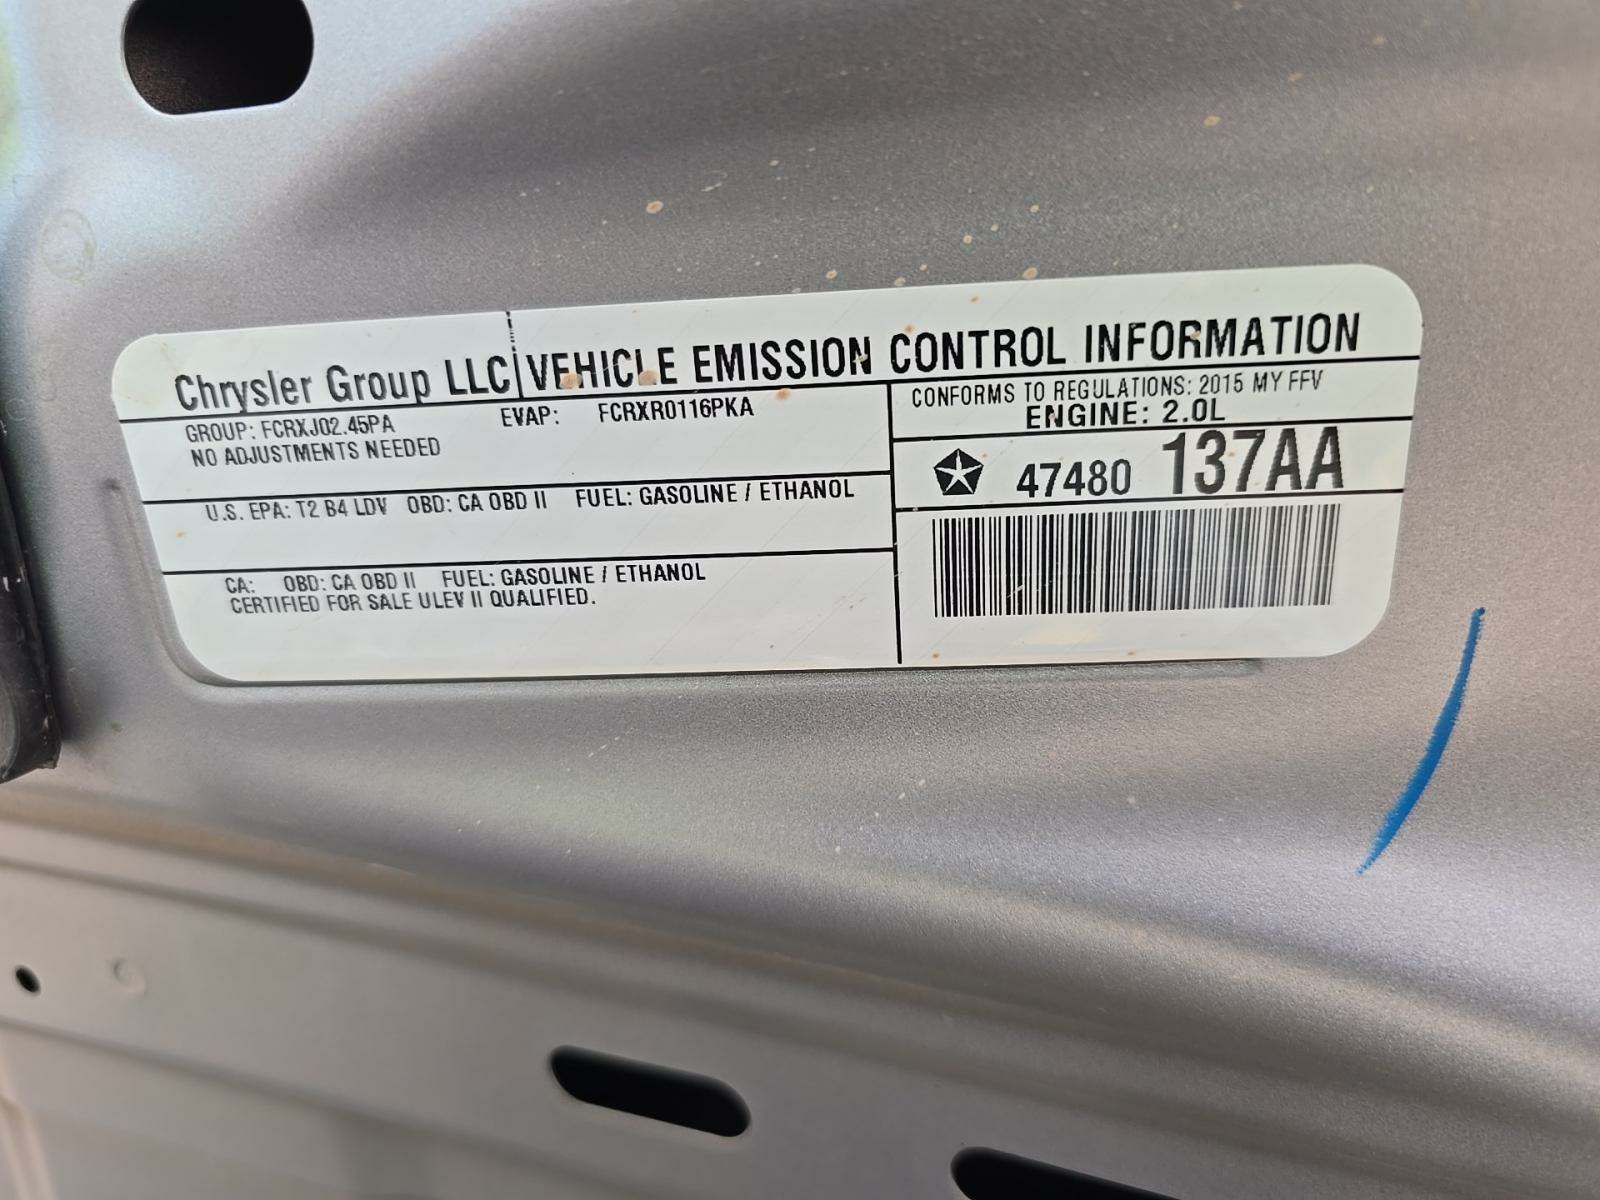 Chrysler Group LLC VEHICLE EMISSION CONTROL INFORMATION
GROUP: FCRXJ02.45PA EVAP: FCRXR0116PKA
NO ADJUSTMENTS NEEDED
U.S. EPA: T2 B4 LDV OBD: CA OBD II FUEL: GASOLINE / ETHANOL
CA: OBD: CA OBD II FUEL: GASOLINE / ETHANOL
CERTIFIED FOR SALE ULEV II QUALIFIED.
CONFORMS TO REGULATIONS: 2015 MY FFV
ENGINE: 2.0L
47480 137AA